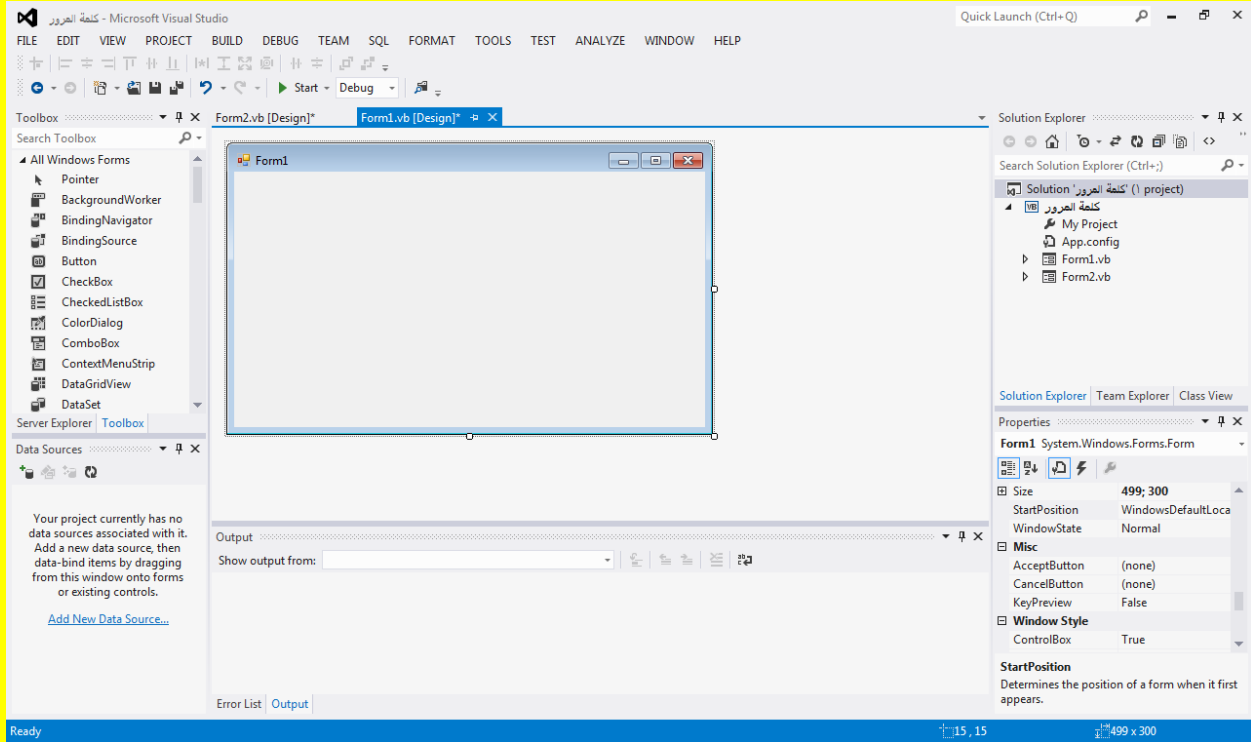 كلمة المرور - Microsoft Visual Studio
Quick Launch (Ctrl+Q)
FILE EDIT VIEW PROJECT BUILD DEBUG TEAM SQL FORMAT TOOLS TEST ANALYZE WINDOW HELP
Start Debug
Toolbox
Search Toolbox
All Windows Forms
Pointer
BackgroundWorker
BindingNavigator
BindingSource
Button
CheckBox
CheckedListBox
ColorDialog
ComboBox
ContextMenuStrip
DataGridView
DataSet
Server Explorer Toolbox
Data Sources
Your project currently has no
data sources associated with it.
Add a new data source, then
data-bind items by dragging
from this window onto forms
or existing controls.
Add New Data Source...
Form2.vb [Design]* Form1.vb [Design]*
Form1
Output
Show output from:
Error List Output
Solution Explorer
Search Solution Explorer (Ctrl+;)
Solution 'كلمة المرور' (١ project)
كلمة المرور
My Project
App.config
Form1.vb
Form2.vb
Solution Explorer Team Explorer Class View
Properties
Form1 System.Windows.Forms.Form
Size 499; 300
StartPosition WindowsDefaultLoca
WindowState Normal
Misc
AcceptButton (none)
CancelButton (none)
KeyPreview False
Window Style
ControlBox True
StartPosition
Determines the position of a form when it first
appears.
Ready 15 , 15 499 x 300